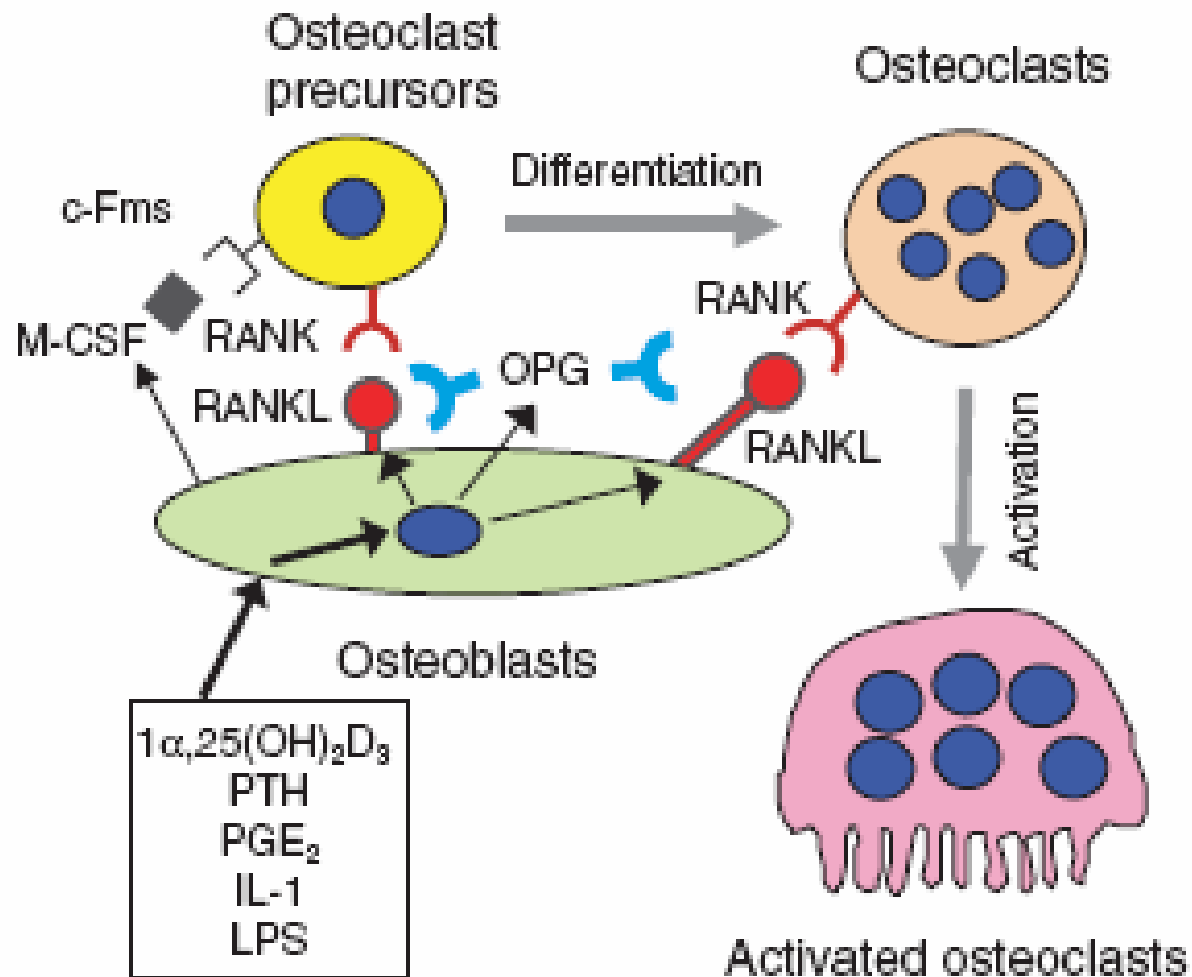 Osteoclast
precursors
Osteoclasts
Differentiation
c-Fms
RANK
M-CSF
RANK
OPG
RANKL
RANKL
Activation
Osteoblasts
1α,25(OH)₂D₃
PTH
PGE₂
IL-1
LPS
Activated osteoclasts